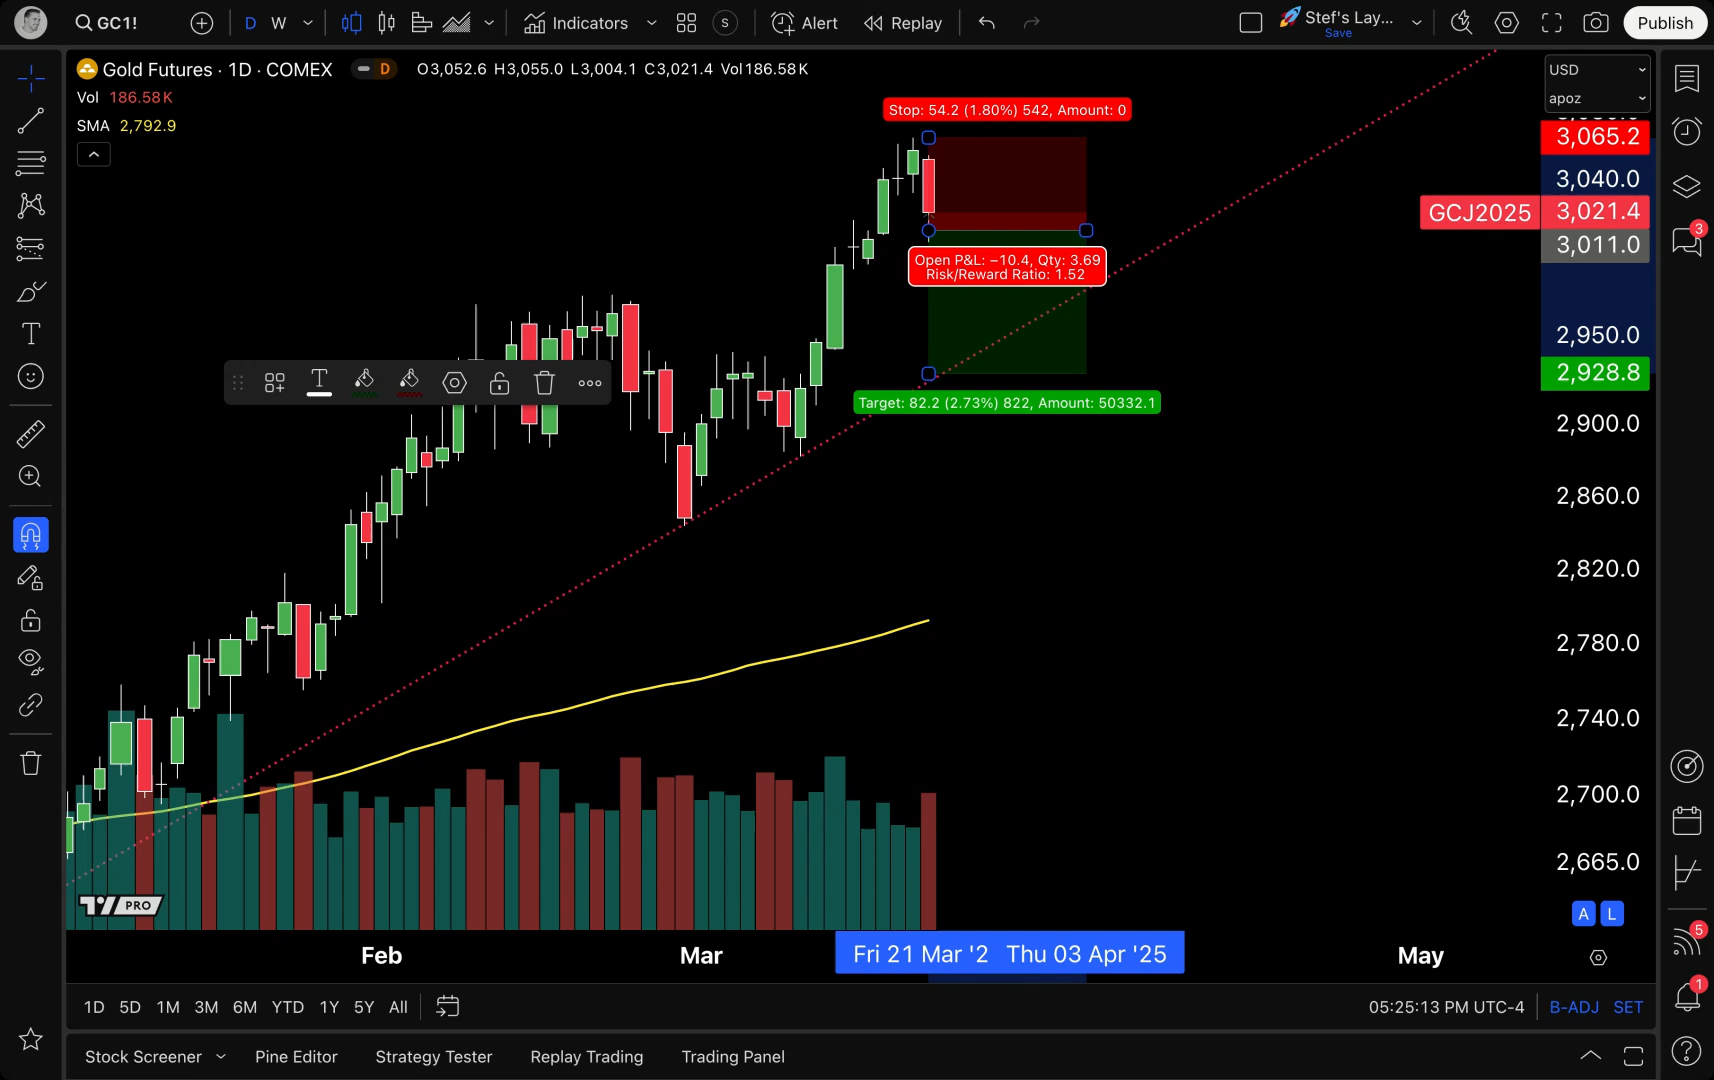 GC1!
D
W
Indicators
S
Alert
Replay
Stef's Lay...
Save
Publish
Gold Futures · 1D · COMEX
D
O3,052.6 H3,055.0 L3,004.1 C3,021.4 Vol186.58K
Vol 186.58K
SMA 2,792.9
USD
apoz
Stop: 54.2 (1.80%) 542, Amount: 0
3,065.2
3,040.0
GCJ2025 3,021.4
3,011.0
Open P&L: −10.4, Qty: 3.69
Risk/Reward Ratio: 1.52
3
2,950.0
2,928.8
Target: 82.2 (2.73%) 822, Amount: 50332.1
T
2,900.0
2,860.0
2,820.0
2,780.0
2,740.0
2,700.0
2,665.0
PRO
A L
Feb
Mar
Fri 21 Mar '2
Thu 03 Apr '25
May
5
1
1D 5D 1M 3M 6M YTD 1Y 5Y All
05:25:13 PM UTC-4
B-ADJ SET
Stock Screener
Pine Editor
Strategy Tester
Replay Trading
Trading Panel